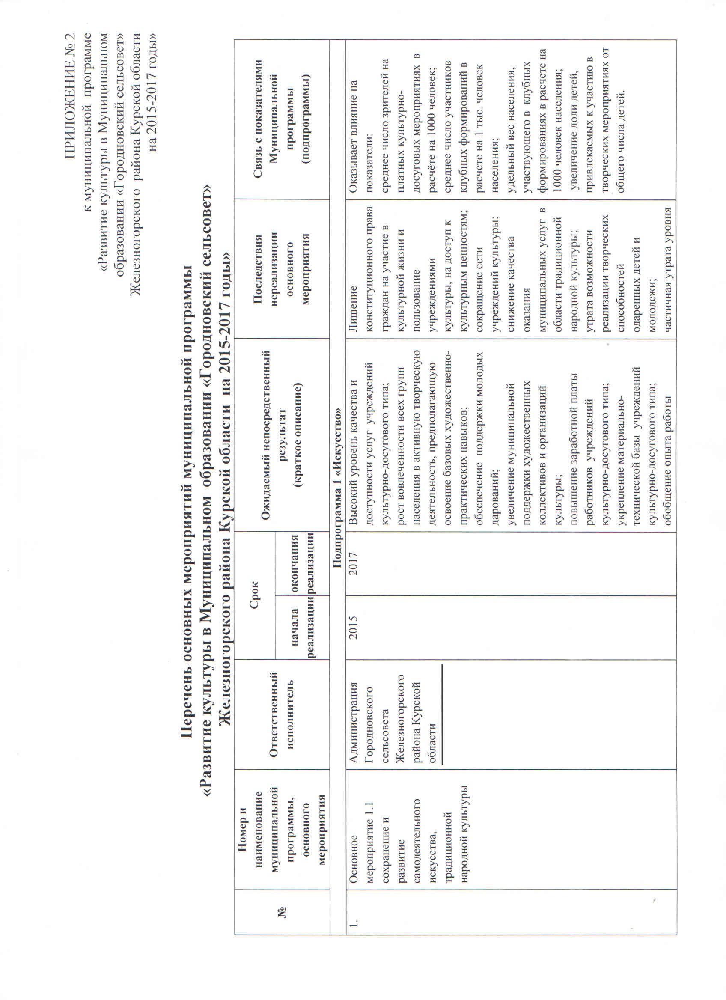 ПРИЛОЖЕНИЕ № 2
к муниципальной программе
«Развитие культуры в Муниципальном
образовании «Городновский сельсовет»
Железногорского района Курской области
на 2015-2017 годы»
Перечень основных мероприятий муниципальной программы
«Развитие культуры в Муниципальном образовании «Городновский сельсовет»
Железногорского района Курской области на 2015-2017 годы»
№
Номер и
наименование
муниципальной
программы,
основного
мероприятия
Ответственный
исполнитель
Срок
начала
реализации
окончания
реализации
Ожидаемый непосредственный
результат
(краткое описание)
Последствия
нереализации
основного
мероприятия
Связь с показателями
Муниципальной
программы
(подпрограммы)
Подпрограмма 1 «Искусство»
1.
Основное
мероприятие 1.1
сохранение и
развитие
самодеятельного
искусства,
традиционной
народной культуры
Администрация
Городновского
сельсовета
Железногорского
района Курской
области
2015
2017
Высокий уровень качества и
доступности услуг учреждений
культурно-досугового типа;
рост вовлеченности всех групп
населения в активную творческую
деятельность, предполагающую
освоение базовых художественно-
практических навыков;
обеспечение поддержки молодых
дарований;
увеличение муниципальной
поддержки художественных
коллективов и организаций
культуры;
повышение заработной платы
работников учреждений
культурно-досугового типа;
укрепление материально-
технической базы учреждений
культурно-досугового типа;
обобщение опыта работы
Лишение
конституционного права
граждан на участие в
культурной жизни и
пользование
учреждениями
культуры, на доступ к
культурным ценностям;
сокращение сети
учреждений культуры;
снижение качества
оказания
муниципальных услуг в
области традиционной
народной культуры;
утрата возможности
реализации творческих
способностей
одаренных детей и
молодежи;
частичная утрата уровня
Оказывает влияние на
показатели:
среднее число зрителей на
платных культурно-
досуговых мероприятиях в
расчёте на 1000 человек;
среднее число участников
клубных формирований в
расчете на 1 тыс. человек
населения;
удельный вес населения,
участвующего в клубных
формированиях в расчете на
1000 человек населения;
увеличение доли детей,
привлекаемых к участию в
творческих мероприятиях от
общего числа детей.